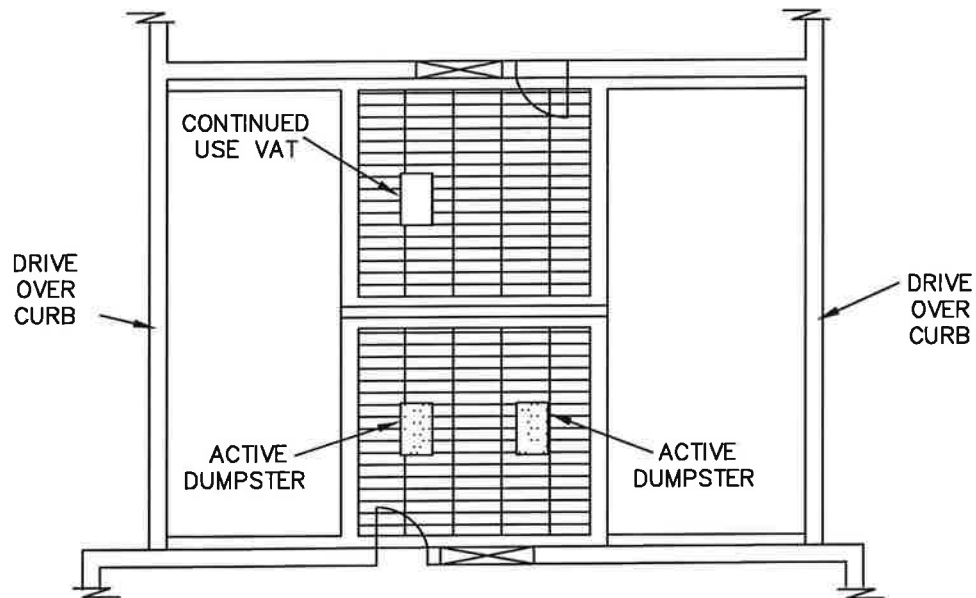 CONTINUED
USE VAT
DRIVE
OVER
CURB
DRIVE
OVER
CURB
ACTIVE
DUMPSTER
ACTIVE
DUMPSTER